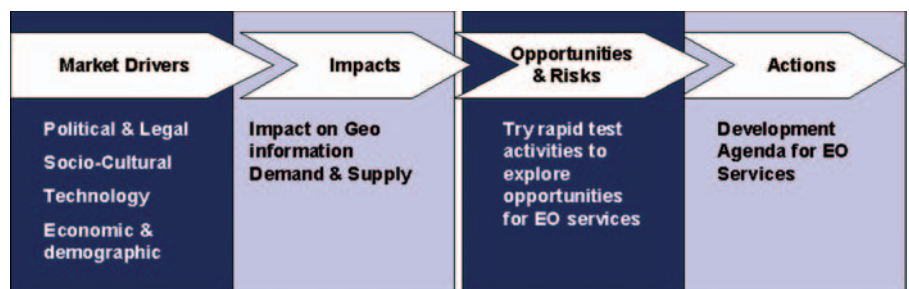 Market Drivers
Political & Legal
Socio-Cultural
Technology
Economic &
demographic
Impacts
Impact on Geo
information
Demand & Supply
Opportunities
& Risks
Try rapid test
activities to
explore
opportunities
for EO services
Actions
Development
Agenda for EO
Services